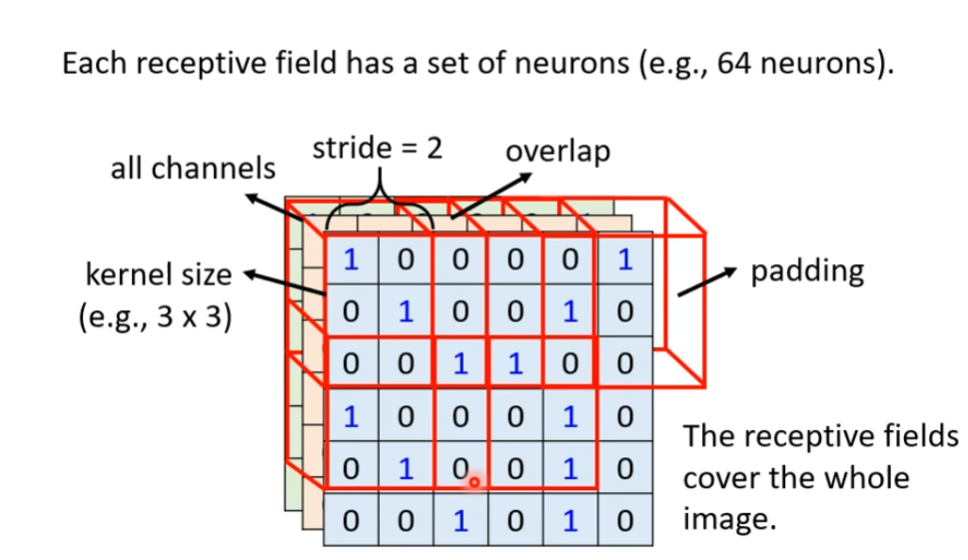 Each receptive field has a set of neurons (e.g., 64 neurons).
stride = 2
overlap
all channels
kernel size
(e.g., 3 x 3)
padding
1 0 0 0 0 1
0 1 0 0 1 0
0 0 1 1 0 0
1 0 0 0 1 0
0 1 0 0 1 0
0 0 1 0 1 0
The receptive fields
cover the whole
image.